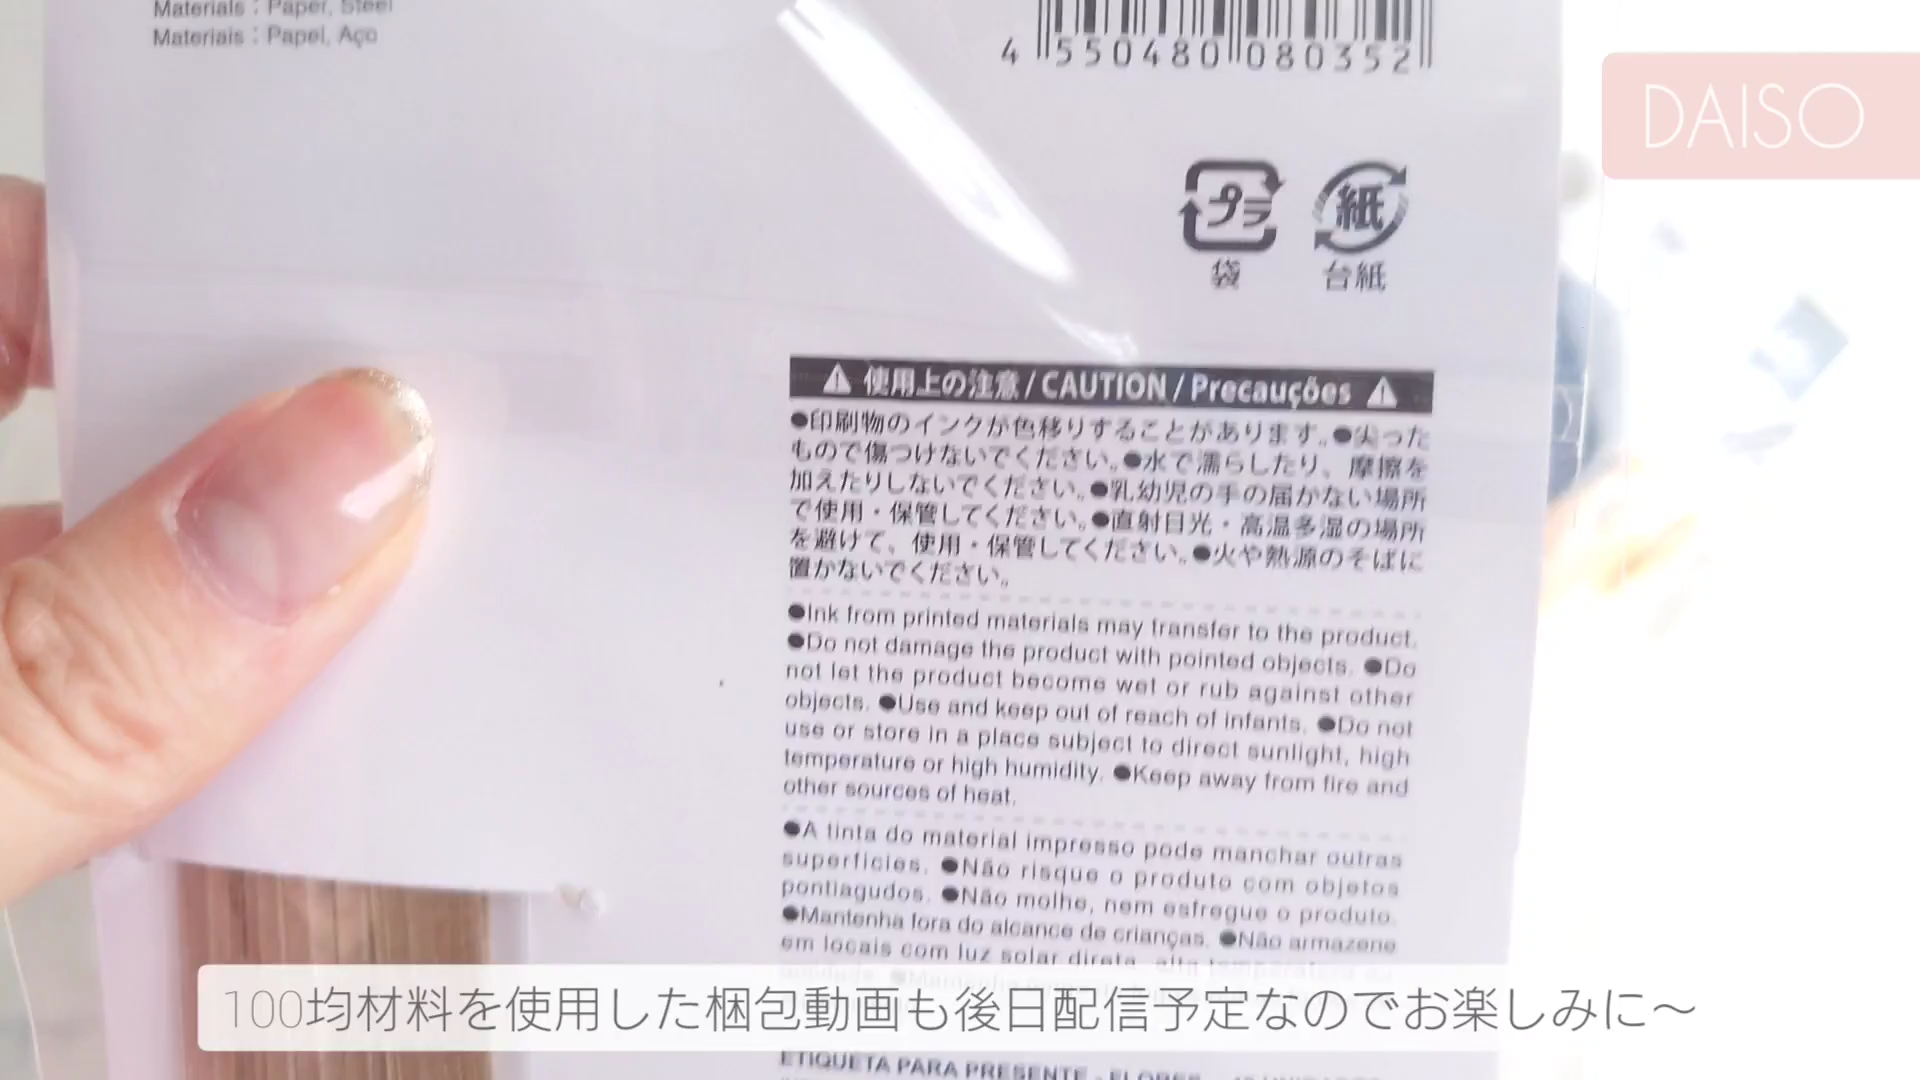 Materials : Paper, Steel
Materiais : Papel, Aço
4 550480 080352
DAISO
プラ 紙
袋 台紙
使用上の注意 / CAUTION / Precauções
●印刷物のインクが色移りすることがあります。●尖った
もので傷つけないでください。●水で濡らしたり、摩擦を
加えたりしないでください。●乳幼児の手の届かない場所
で使用・保管してください。●直射日光・高温多湿の場所
を避けて、使用・保管してください。●火や熱源のそばに
置かないでください。
●Ink from printed materials may transfer to the product.
●Do not damage the product with pointed objects. ●Do
not let the product become wet or rub against other
objects. ●Use and keep out of reach of infants. ●Do not
use or store in a place subject to direct sunlight, high
temperature or high humidity. ●Keep away from fire and
other sources of heat.
●A tinta do material impresso pode manchar outras
superfícies. ●Não risque o produto com objetos
pontiagudos. ●Não molhe, nem esfregue o produto.
●Mantenha fora do alcance de crianças. ●Não armazene
em locais com luz solar direta, alta temperatura ou
100均材料を使用した梱包動画も後日配信予定なのでお楽しみに〜
ETIQUETA PARA PRESENTE - FLORES